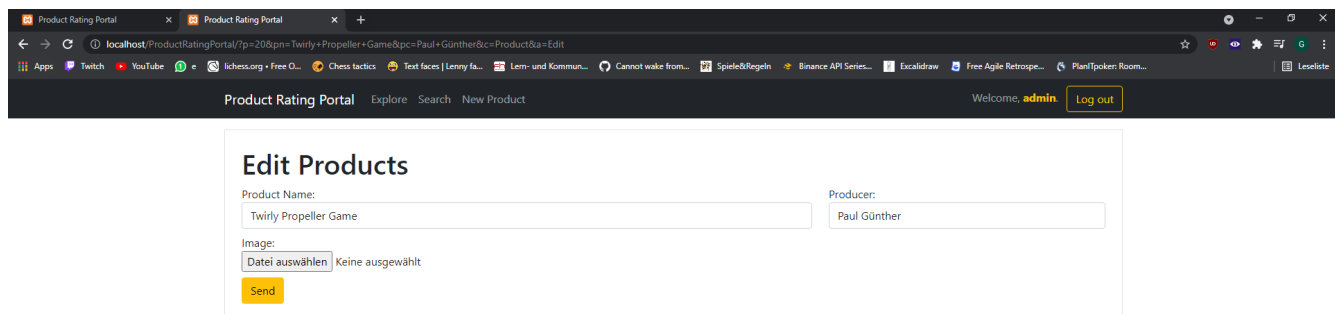 Product Rating Portal
Product Rating Portal
localhost/ProductRatingPortal/?p=20&pn=Twirly+Propeller+Game&pc=Paul+Günther&c=Product&a=Edit
Apps Twitch YouTube e lichess.org • Free O... Chess tactics Text faces | Lenny fa... Lern- und Kommun... Cannot wake from... Spiele&Regeln Binance API Series... Excalidraw Free Agile Retrospe... PlanITpoker: Room... Leseliste
Product Rating Portal Explore Search New Product Welcome, admin. Log out
Edit Products
Product Name: Producer:
Twirly Propeller Game Paul Günther
Image:
Datei auswählen Keine ausgewählt
Send